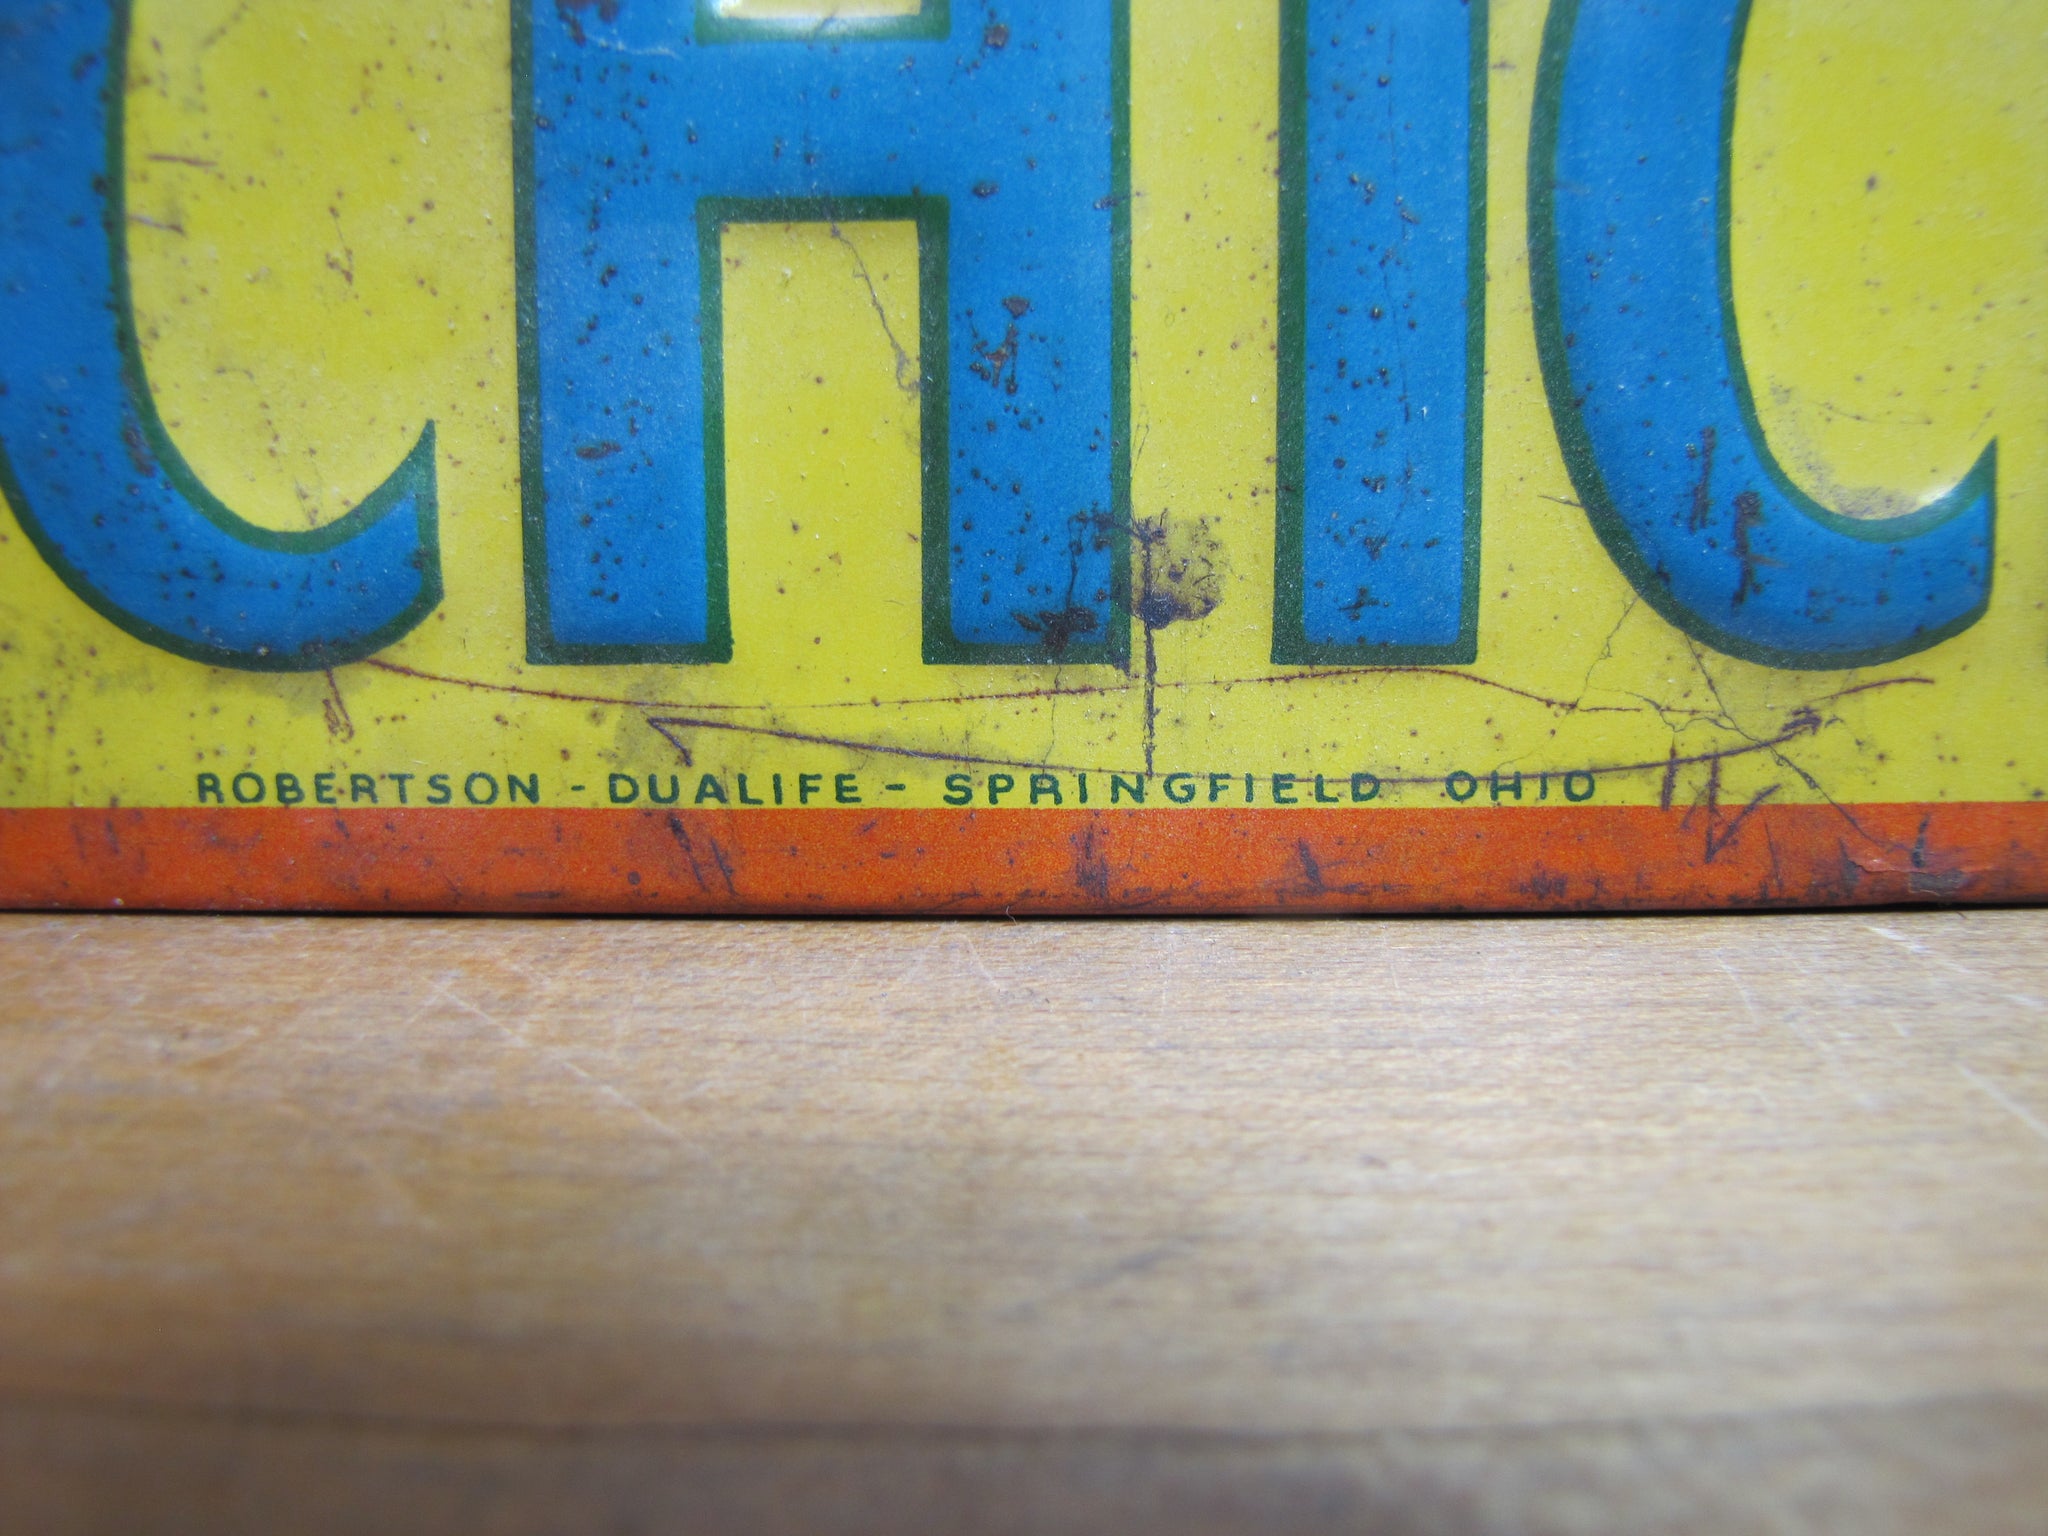 CHIC
ROBERTSON - DUALIFE - SPRINGFIELD OHIO